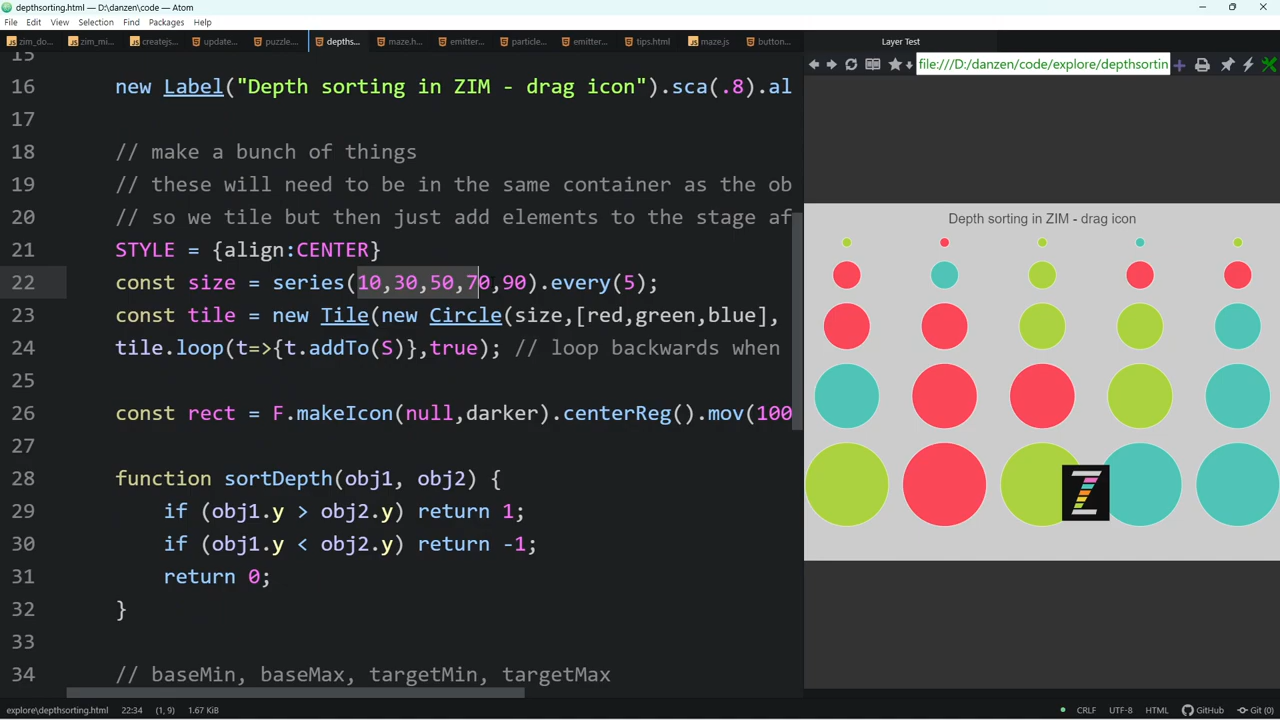 depthsorting.html — D:\danzen\code — Atom
File Edit View Selection Find Packages Help
zim_do... zim_mi... createjs... update... puzzle.... depths... maze.h... emitter... particle... emitter... tips.html maze.js button...
Layer Test
file:///D:/danzen/code/explore/depthsortin
15
16 new Label("Depth sorting in ZIM - drag icon").sca(.8).al
17
18 // make a bunch of things
19 // these will need to be in the same container as the ob
20 // so we tile but then just add elements to the stage af
21 STYLE = {align:CENTER}
22 const size = series(10,30,50,70,90).every(5);
23 const tile = new Tile(new Circle(size,[red,green,blue],
24 tile.loop(t=>{t.addTo(S)},true); // loop backwards when
25
26 const rect = F.makeIcon(null,darker).centerReg().mov(100
27
28 function sortDepth(obj1, obj2) {
29 if (obj1.y > obj2.y) return 1;
30 if (obj1.y < obj2.y) return -1;
31 return 0;
32 }
33
34 // baseMin, baseMax, targetMin, targetMax
Depth sorting in ZIM - drag icon
explore\depthsorting.html 22:34 (1, 9) 1.67 KiB CRLF UTF-8 HTML GitHub Git (0)